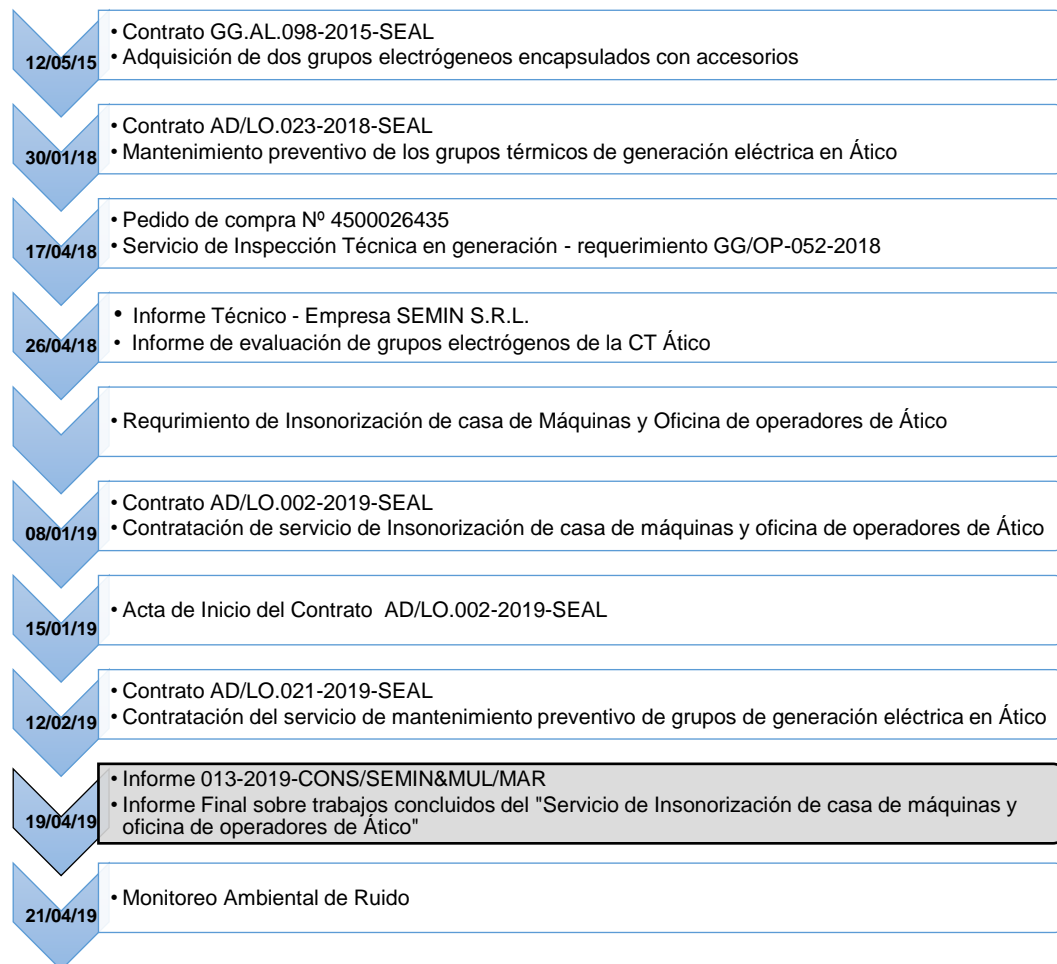 12/05/15
• Contrato GG.AL.098-2015-SEAL
• Adquisición de dos grupos electrógeneos encapsulados con accesorios
30/01/18
• Contrato AD/LO.023-2018-SEAL
• Mantenimiento preventivo de los grupos térmicos de generación eléctrica en Ático
17/04/18
• Pedido de compra Nº 4500026435
• Servicio de Inspección Técnica en generación - requerimiento GG/OP-052-2018
26/04/18
• Informe Técnico - Empresa SEMIN S.R.L.
• Informe de evaluación de grupos electrógenos de la CT Ático
• Requrimiento de Insonorización de casa de Máquinas y Oficina de operadores de Ático
08/01/19
• Contrato AD/LO.002-2019-SEAL
• Contratación de servicio de Insonorización de casa de máquinas y oficina de operadores de Ático
15/01/19
• Acta de Inicio del Contrato AD/LO.002-2019-SEAL
12/02/19
• Contrato AD/LO.021-2019-SEAL
• Contratación del servicio de mantenimiento preventivo de grupos de generación eléctrica en Ático
19/04/19
• Informe 013-2019-CONS/SEMIN&MUL/MAR
• Informe Final sobre trabajos concluidos del "Servicio de Insonorización de casa de máquinas y
oficina de operadores de Ático"
21/04/19
• Monitoreo Ambiental de Ruido